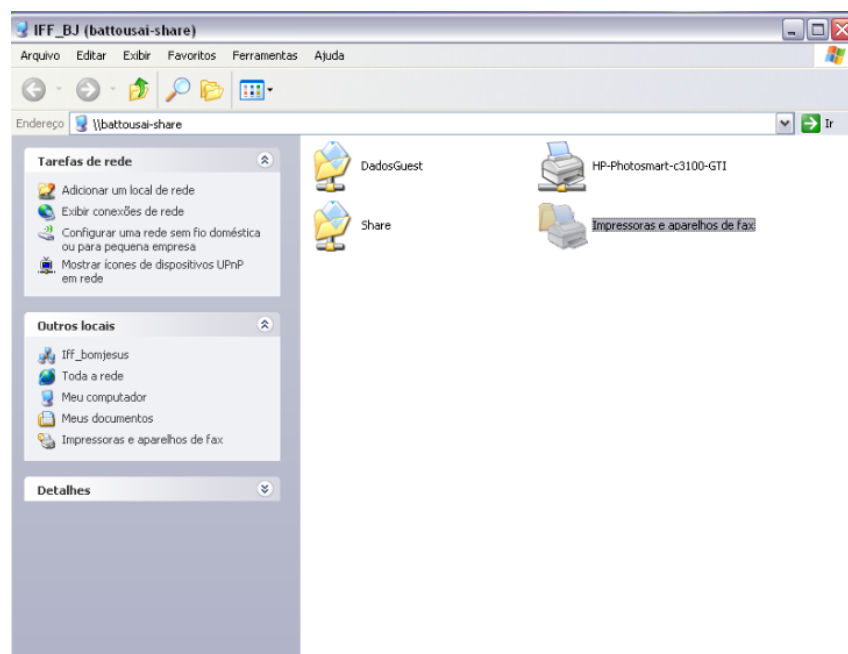 IFF_BJ (battousai-share)
Arquivo Editar Exibir Favoritos Ferramentas Ajuda
Endereço \\battousai-share Ir
Tarefas de rede
Adicionar um local de rede
Exibir conexões de rede
Configurar uma rede sem fio doméstica
ou para pequena empresa
Mostrar ícones de dispositivos UPnP
em rede
Outros locais
Iff_bomjesus
Toda a rede
Meu computador
Meus documentos
Impressoras e aparelhos de fax
Detalhes
DadosGuest
HP-Photosmart-c3100-GTI
Share
Impressoras e aparelhos de fax